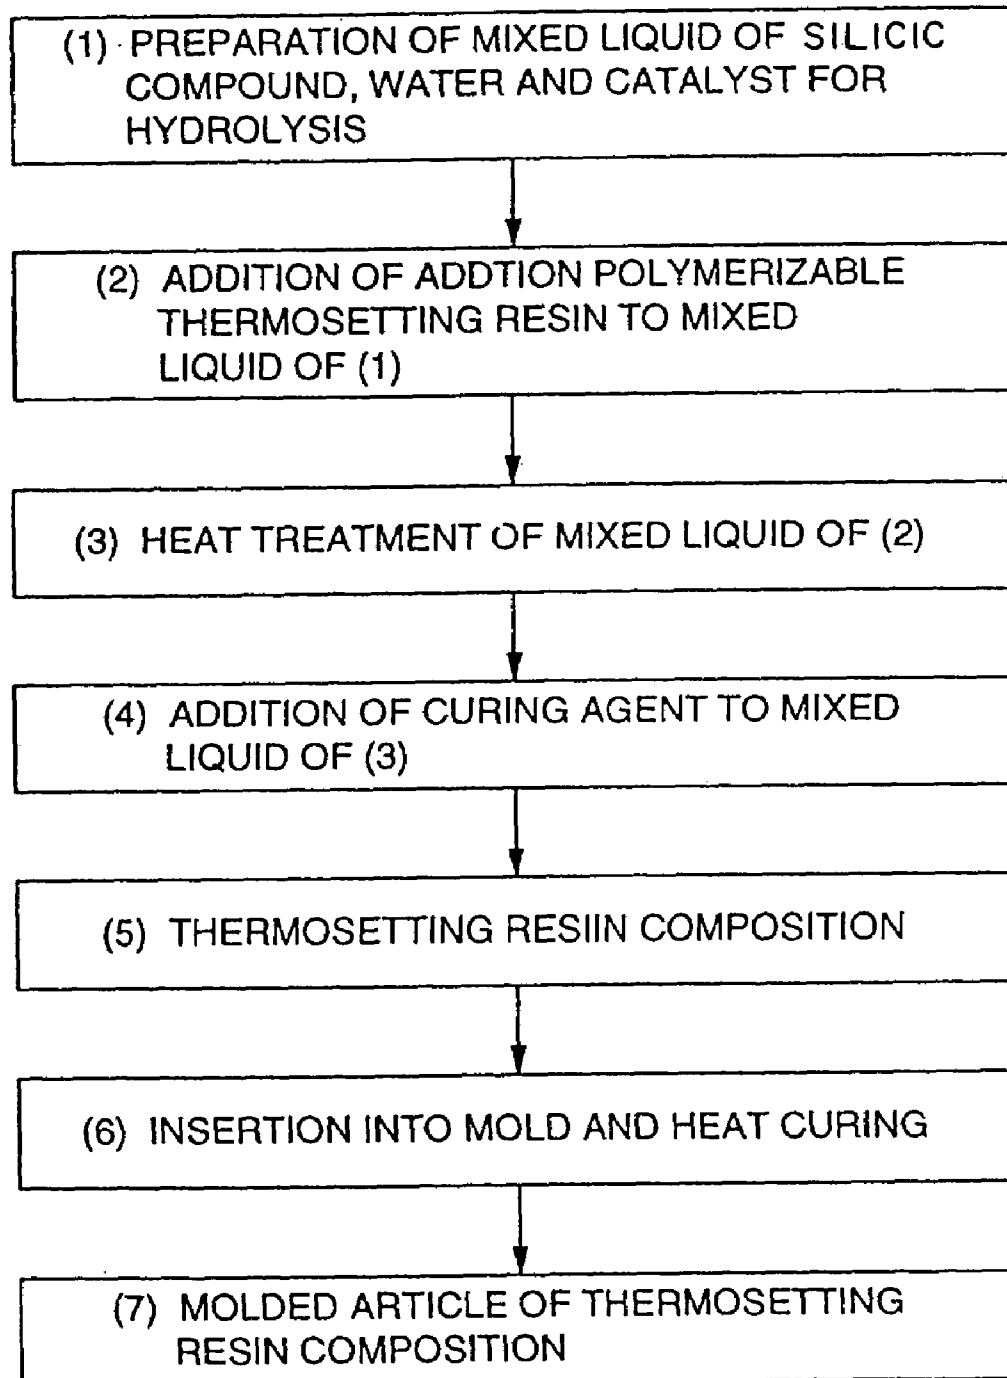 (1) PREPARATION OF MIXED LIQUID OF SILICIC
COMPOUND, WATER AND CATALYST FOR
HYDROLYSIS
(2) ADDITION OF ADDTION POLYMERIZABLE
THERMOSETTING RESIN TO MIXED
LIQUID OF (1)
(3) HEAT TREATMENT OF MIXED LIQUID OF (2)
(4) ADDITION OF CURING AGENT TO MIXED
LIQUID OF (3)
(5) THERMOSETTING RESIIN COMPOSITION
(6) INSERTION INTO MOLD AND HEAT CURING
(7) MOLDED ARTICLE OF THERMOSETTING
RESIN COMPOSITION